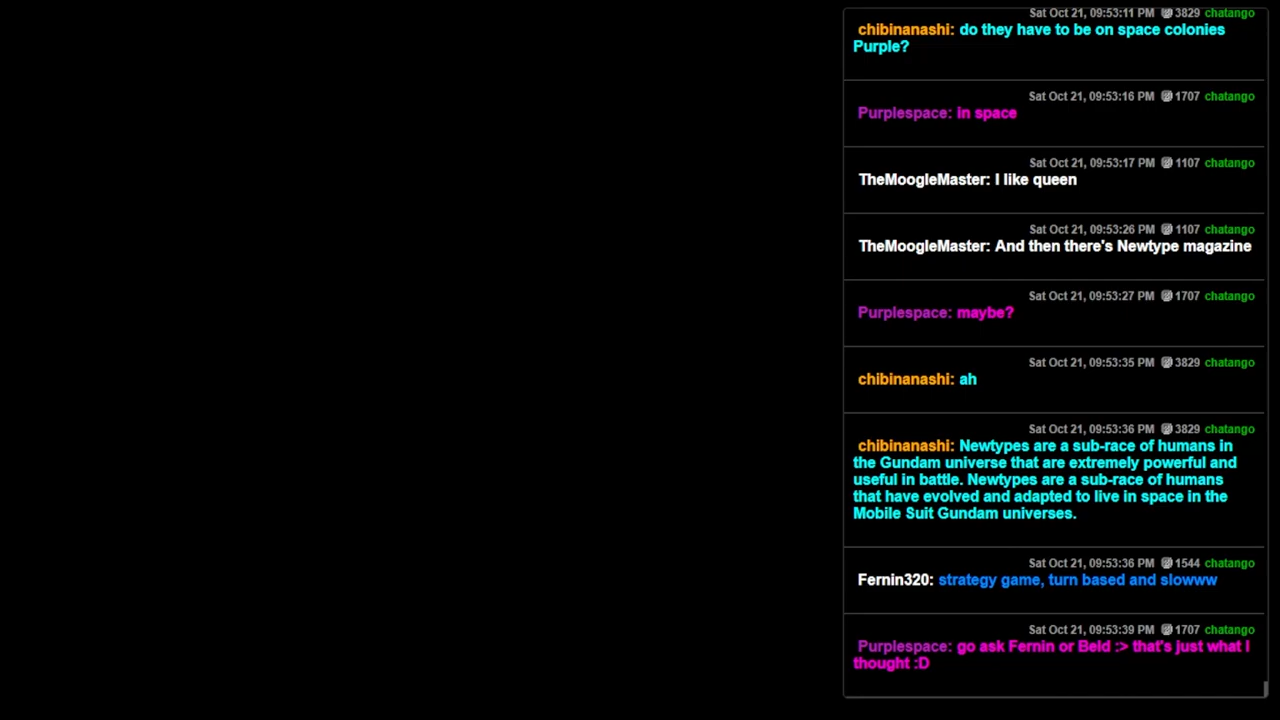 Sat Oct 21, 09:53:11 PM 3829 chatango
chibinanashi: do they have to be on space colonies
Purple?
Sat Oct 21, 09:53:16 PM 1707 chatango
Purplespace: in space
Sat Oct 21, 09:53:17 PM 1107 chatango
TheMoogleMaster: I like queen
Sat Oct 21, 09:53:26 PM 1107 chatango
TheMoogleMaster: And then there's Newtype magazine
Sat Oct 21, 09:53:27 PM 1707 chatango
Purplespace: maybe?
Sat Oct 21, 09:53:35 PM 3829 chatango
chibinanashi: ah
Sat Oct 21, 09:53:36 PM 3829 chatango
chibinanashi: Newtypes are a sub-race of humans in
the Gundam universe that are extremely powerful and
useful in battle. Newtypes are a sub-race of humans
that have evolved and adapted to live in space in the
Mobile Suit Gundam universes.
Sat Oct 21, 09:53:36 PM 1544 chatango
Fernin320: strategy game, turn based and slowww
Sat Oct 21, 09:53:39 PM 1707 chatango
Purplespace: go ask Fernin or Beld :> that's just what I
thought :D